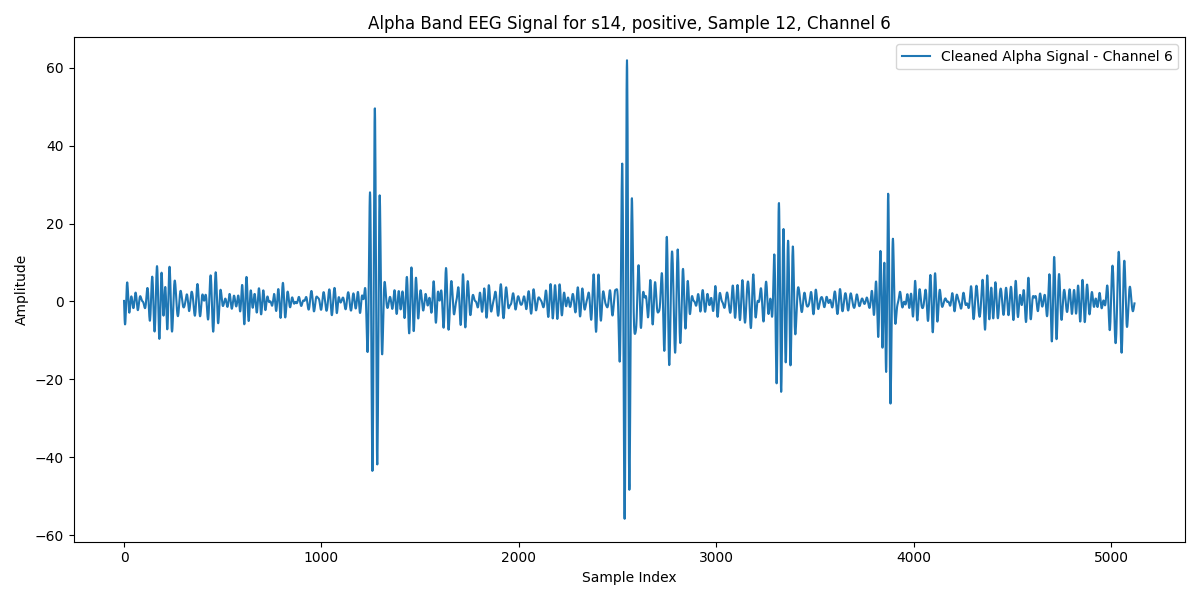 Alpha Band EEG Signal for s14, positive, Sample 12, Channel 6
Cleaned Alpha Signal - Channel 6
Amplitude
60
40
20
0
−20
−40
−60
0 1000 2000 3000 4000 5000
Sample Index